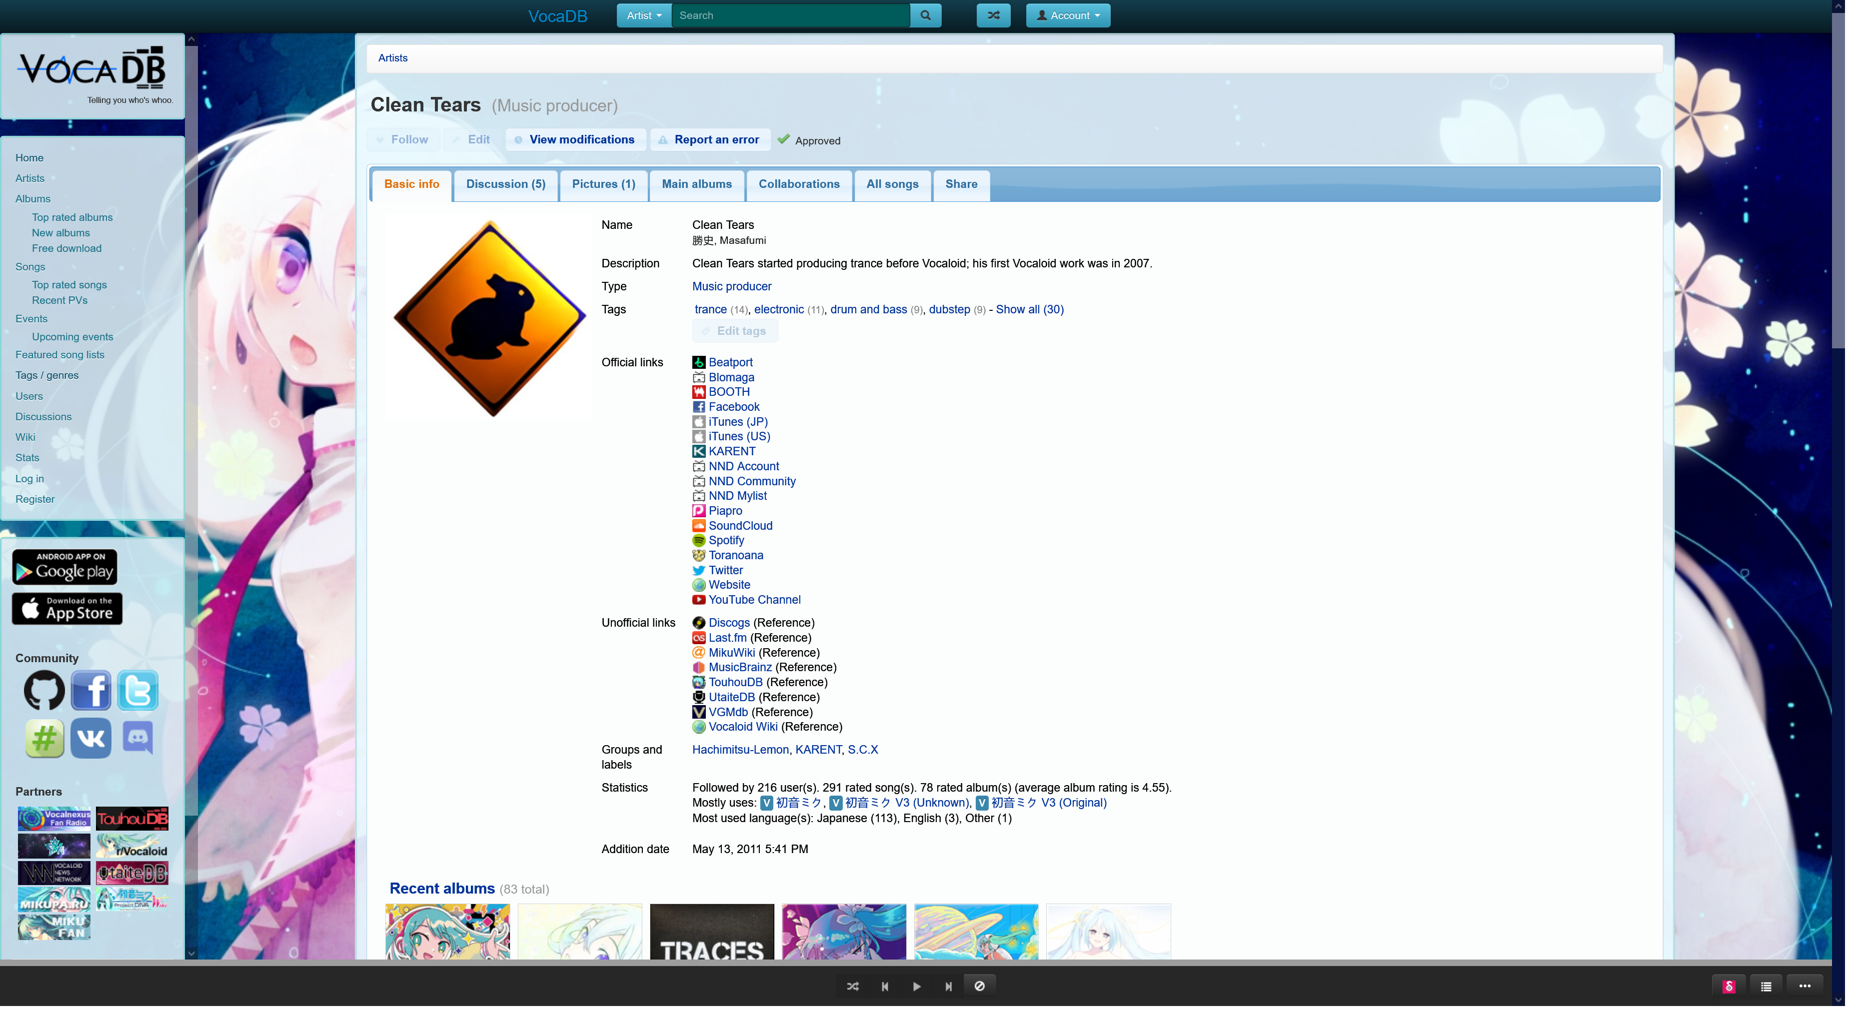 VocaDB
Artist
Search
Account
VOCADB
Telling you who's whoo.
Home
Artists
Albums
Top rated albums
New albums
Free download
Songs
Top rated songs
Recent PVs
Events
Upcoming events
Featured song lists
Tags / genres
Users
Discussions
Wiki
Stats
Log in
Register
ANDROID APP ON
Google play
Download on the
App Store
Community
Partners
Vocalnexus
Fan Radio
TouhouDB
r/Vocaloid
VNN VOCALOID
NEWS
NETWORK
UtaiteDB
MIKUPA.RU
Project DIVA
MIKU
FAN
Artists
Clean Tears (Music producer)
Follow
Edit
View modifications
Report an error
Approved
Basic info
Discussion (5)
Pictures (1)
Main albums
Collaborations
All songs
Share
Name Clean Tears
勝史, Masafumi
Description Clean Tears started producing trance before Vocaloid; his first Vocaloid work was in 2007.
Type Music producer
Tags trance (14), electronic (11), drum and bass (9), dubstep (9) - Show all (30)
Edit tags
Official links Beatport
Blomaga
BOOTH
Facebook
iTunes (JP)
iTunes (US)
KARENT
NND Account
NND Community
NND Mylist
Piapro
SoundCloud
Spotify
Toranoana
Twitter
Website
YouTube Channel
Unofficial links Discogs (Reference)
Last.fm (Reference)
MikuWiki (Reference)
MusicBrainz (Reference)
TouhouDB (Reference)
UtaiteDB (Reference)
VGMdb (Reference)
Vocaloid Wiki (Reference)
Groups and labels Hachimitsu-Lemon, KARENT, S.C.X
Statistics Followed by 216 user(s). 291 rated song(s). 78 rated album(s) (average album rating is 4.55).
Mostly uses: V 初音ミク, V 初音ミク V3 (Unknown), V 初音ミク V3 (Original)
Most used language(s): Japanese (113), English (3), Other (1)
Addition date May 13, 2011 5:41 PM
Recent albums (83 total)
TRACES